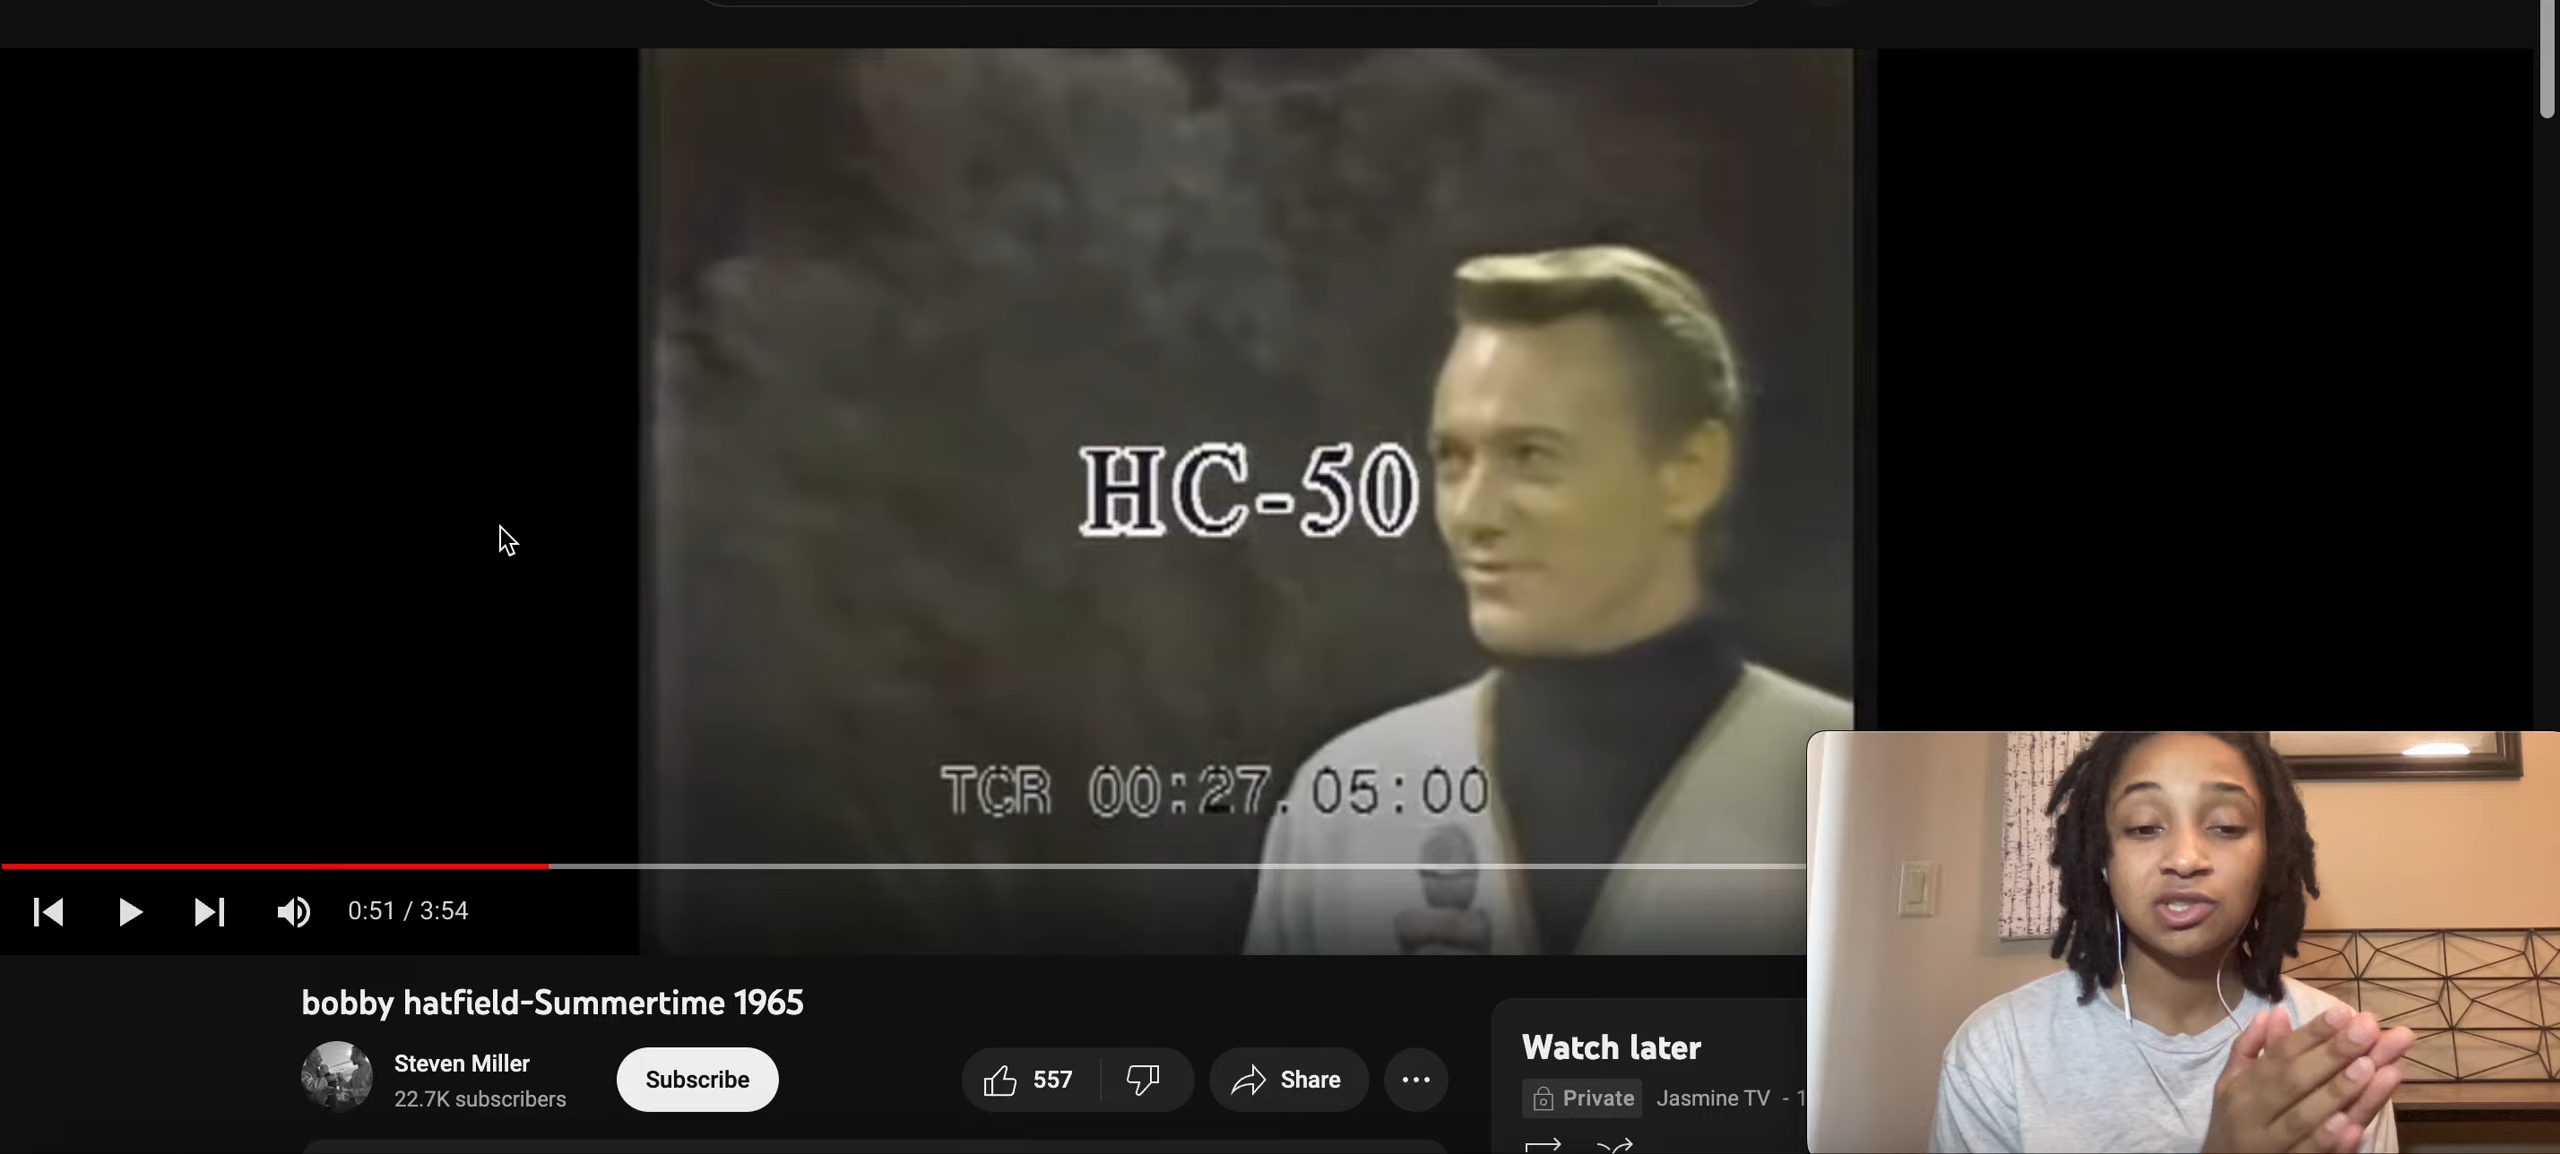 HC-50
TCR 00:27.05:00
0:51 / 3:54
bobby hatfield-Summertime 1965
Steven Miller
22.7K subscribers
Subscribe
557
Share
Watch later
Private
Jasmine TV - 1